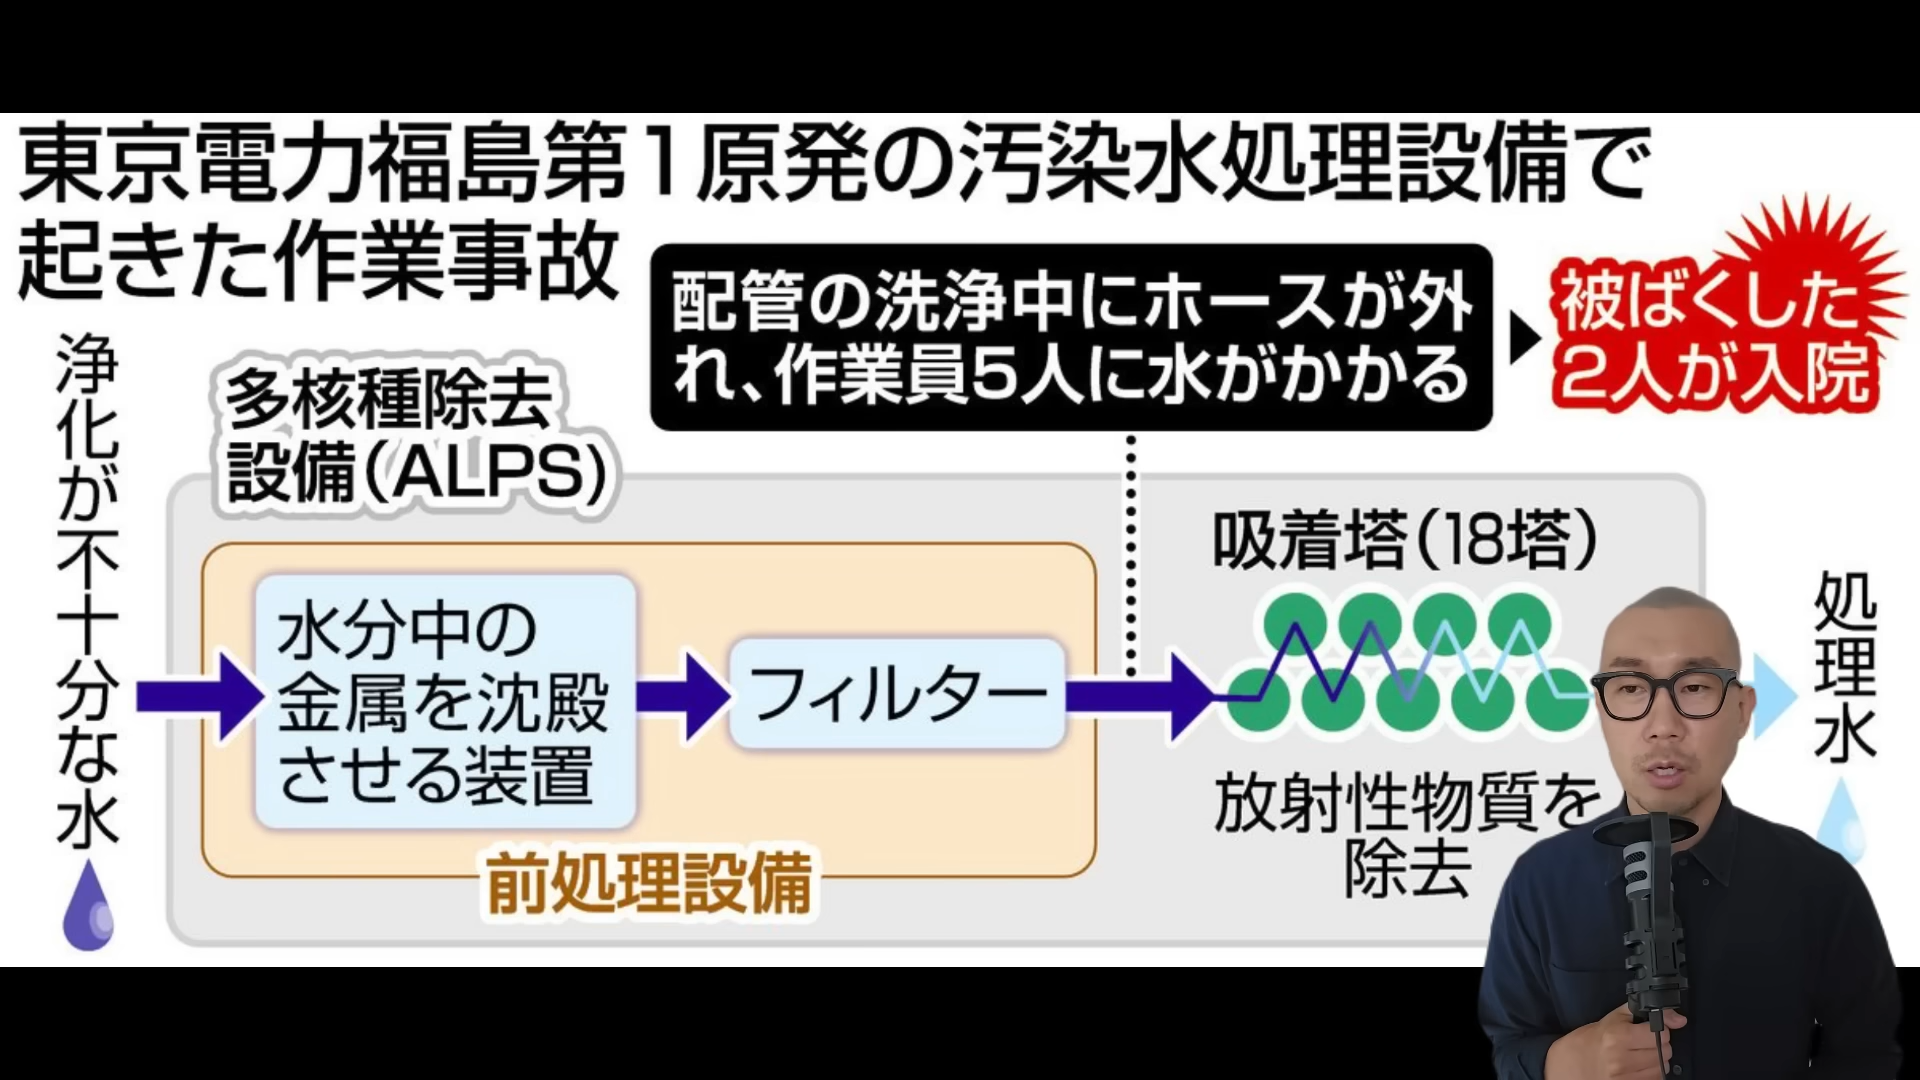 東京電力福島第1原発の汚染水処理設備で
起きた作業事故
配管の洗浄中にホースが外
れ、作業員5人に水がかかる
被ばくした
2人が入院
浄化が不十分な水
多核種除去
設備(ALPS)
水分中の
金属を沈殿
させる装置
フィルター
前処理設備
吸着塔(18塔)
放射性物質を
除去
処理水